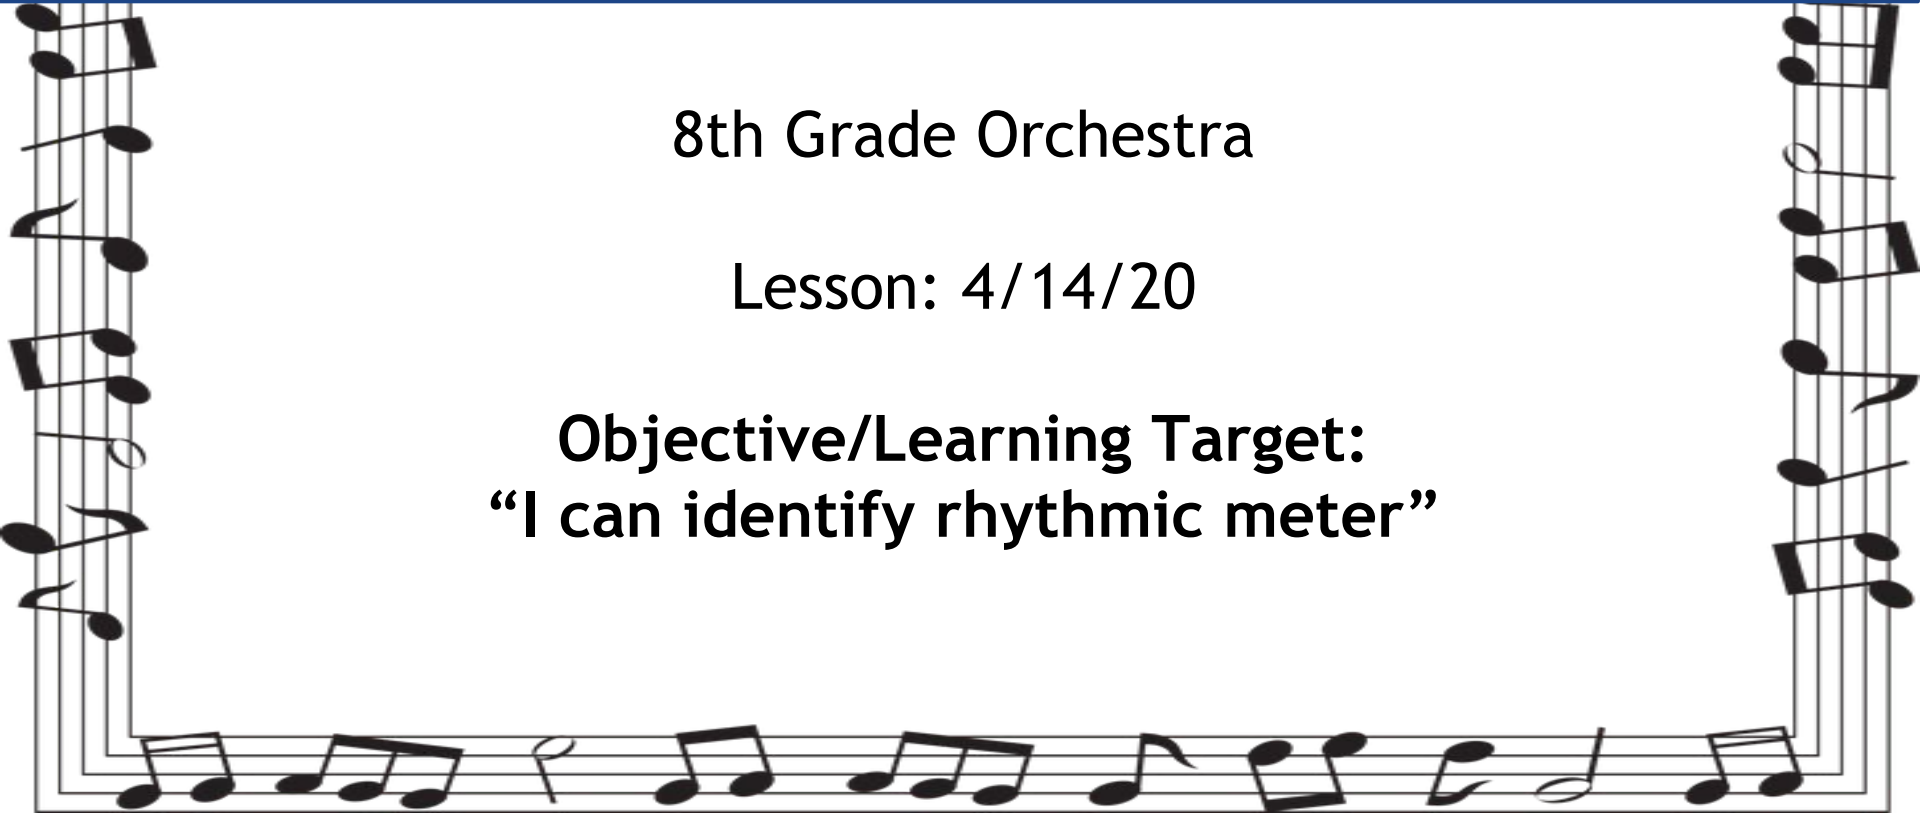 8th Grade Orchestra
Lesson: 4/14/20
Objective/Learning Target:
“I can identify rhythmic meter”